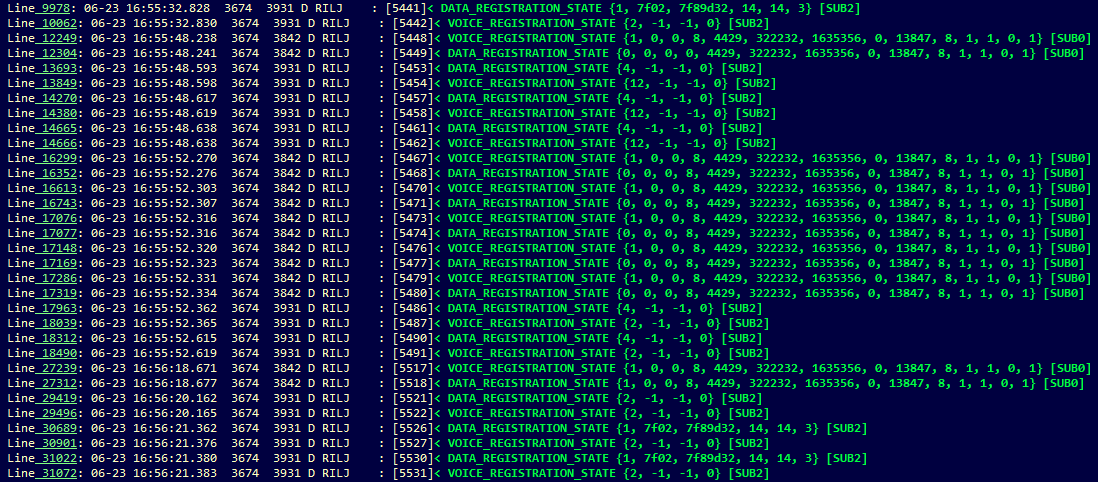 Line_9978: 06-23 16:55:32.828  3674  3931 D RILJ    : [5441]< DATA_REGISTRATION_STATE {1, 7f02, 7f89d32, 14, 14, 3} [SUB2]
Line_10062: 06-23 16:55:32.830  3674  3931 D RILJ    : [5442]< VOICE_REGISTRATION_STATE {2, -1, -1, 0} [SUB2]
Line_12249: 06-23 16:55:48.238  3674  3842 D RILJ    : [5448]< VOICE_REGISTRATION_STATE {1, 0, 0, 8, 4429, 322232, 1635356, 0, 13847, 8, 1, 1, 0, 1} [SUB0]
Line_12304: 06-23 16:55:48.241  3674  3842 D RILJ    : [5449]< DATA_REGISTRATION_STATE {0, 0, 0, 0, 4429, 322232, 1635356, 0, 13847, 8, 1, 1, 0, 1} [SUB0]
Line_13693: 06-23 16:55:48.593  3674  3931 D RILJ    : [5453]< DATA_REGISTRATION_STATE {4, -1, -1, 0} [SUB2]
Line_13849: 06-23 16:55:48.598  3674  3931 D RILJ    : [5454]< VOICE_REGISTRATION_STATE {12, -1, -1, 0} [SUB2]
Line_14270: 06-23 16:55:48.617  3674  3931 D RILJ    : [5457]< DATA_REGISTRATION_STATE {4, -1, -1, 0} [SUB2]
Line_14380: 06-23 16:55:48.619  3674  3931 D RILJ    : [5458]< VOICE_REGISTRATION_STATE {12, -1, -1, 0} [SUB2]
Line_14665: 06-23 16:55:48.638  3674  3931 D RILJ    : [5461]< DATA_REGISTRATION_STATE {4, -1, -1, 0} [SUB2]
Line_14666: 06-23 16:55:48.638  3674  3931 D RILJ    : [5462]< VOICE_REGISTRATION_STATE {12, -1, -1, 0} [SUB2]
Line_16299: 06-23 16:55:52.270  3674  3842 D RILJ    : [5467]< VOICE_REGISTRATION_STATE {1, 0, 0, 8, 4429, 322232, 1635356, 0, 13847, 8, 1, 1, 0, 1} [SUB0]
Line_16352: 06-23 16:55:52.276  3674  3842 D RILJ    : [5468]< DATA_REGISTRATION_STATE {0, 0, 0, 8, 4429, 322232, 1635356, 0, 13847, 8, 1, 1, 0, 1} [SUB0]
Line_16613: 06-23 16:55:52.303  3674  3842 D RILJ    : [5470]< VOICE_REGISTRATION_STATE {1, 0, 0, 8, 4429, 322232, 1635356, 0, 13847, 8, 1, 1, 0, 1} [SUB0]
Line_16743: 06-23 16:55:52.307  3674  3842 D RILJ    : [5471]< DATA_REGISTRATION_STATE {0, 0, 0, 8, 4429, 322232, 1635356, 0, 13847, 8, 1, 1, 0, 1} [SUB0]
Line_17076: 06-23 16:55:52.316  3674  3842 D RILJ    : [5473]< VOICE_REGISTRATION_STATE {1, 0, 0, 8, 4429, 322232, 1635356, 0, 13847, 8, 1, 1, 0, 1} [SUB0]
Line_17077: 06-23 16:55:52.316  3674  3842 D RILJ    : [5474]< DATA_REGISTRATION_STATE {0, 0, 0, 8, 4429, 322232, 1635356, 0, 13847, 8, 1, 1, 0, 1} [SUB0]
Line_17148: 06-23 16:55:52.320  3674  3842 D RILJ    : [5476]< VOICE_REGISTRATION_STATE {1, 0, 0, 8, 4429, 322232, 1635356, 0, 13847, 8, 1, 1, 0, 1} [SUB0]
Line_17169: 06-23 16:55:52.323  3674  3842 D RILJ    : [5477]< DATA_REGISTRATION_STATE {0, 0, 0, 8, 4429, 322232, 1635356, 0, 13847, 8, 1, 1, 0, 1} [SUB0]
Line_17286: 06-23 16:55:52.331  3674  3842 D RILJ    : [5479]< VOICE_REGISTRATION_STATE {1, 0, 0, 8, 4429, 322232, 1635356, 0, 13847, 8, 1, 1, 0, 1} [SUB0]
Line_17319: 06-23 16:55:52.334  3674  3842 D RILJ    : [5480]< DATA_REGISTRATION_STATE {0, 0, 0, 8, 4429, 322232, 1635356, 0, 13847, 8, 1, 1, 0, 1} [SUB0]
Line_17963: 06-23 16:55:52.362  3674  3931 D RILJ    : [5486]< DATA_REGISTRATION_STATE {4, -1, -1, 0} [SUB2]
Line_18039: 06-23 16:55:52.365  3674  3931 D RILJ    : [5487]< VOICE_REGISTRATION_STATE {2, -1, -1, 0} [SUB2]
Line_18312: 06-23 16:55:52.615  3674  3931 D RILJ    : [5490]< DATA_REGISTRATION_STATE {4, -1, -1, 0} [SUB2]
Line_18490: 06-23 16:55:52.619  3674  3931 D RILJ    : [5491]< VOICE_REGISTRATION_STATE {2, -1, -1, 0} [SUB2]
Line_27239: 06-23 16:56:18.671  3674  3842 D RILJ    : [5517]< VOICE_REGISTRATION_STATE {1, 0, 0, 8, 4429, 322232, 1635356, 0, 13847, 8, 1, 1, 0, 1} [SUB0]
Line_27312: 06-23 16:56:18.677  3674  3842 D RILJ    : [5518]< DATA_REGISTRATION_STATE {1, 0, 0, 8, 4429, 322232, 1635356, 0, 13847, 8, 1, 1, 0, 1} [SUB0]
Line_29419: 06-23 16:56:20.162  3674  3931 D RILJ    : [5521]< DATA_REGISTRATION_STATE {2, -1, -1, 0} [SUB2]
Line_29496: 06-23 16:56:20.165  3674  3931 D RILJ    : [5522]< VOICE_REGISTRATION_STATE {2, -1, -1, 0} [SUB2]
Line_30689: 06-23 16:56:21.362  3674  3931 D RILJ    : [5526]< DATA_REGISTRATION_STATE {1, 7f02, 7f89d32, 14, 14, 3} [SUB2]
Line_30901: 06-23 16:56:21.376  3674  3931 D RILJ    : [5527]< VOICE_REGISTRATION_STATE {2, -1, -1, 0} [SUB2]
Line_31022: 06-23 16:56:21.380  3674  3931 D RILJ    : [5530]< DATA_REGISTRATION_STATE {1, 7f02, 7f89d32, 14, 14, 3} [SUB2]
Line_31072: 06-23 16:56:21.383  3674  3931 D RILJ    : [5531]< VOICE_REGISTRATION_STATE {2, -1, -1, 0} [SUB2]